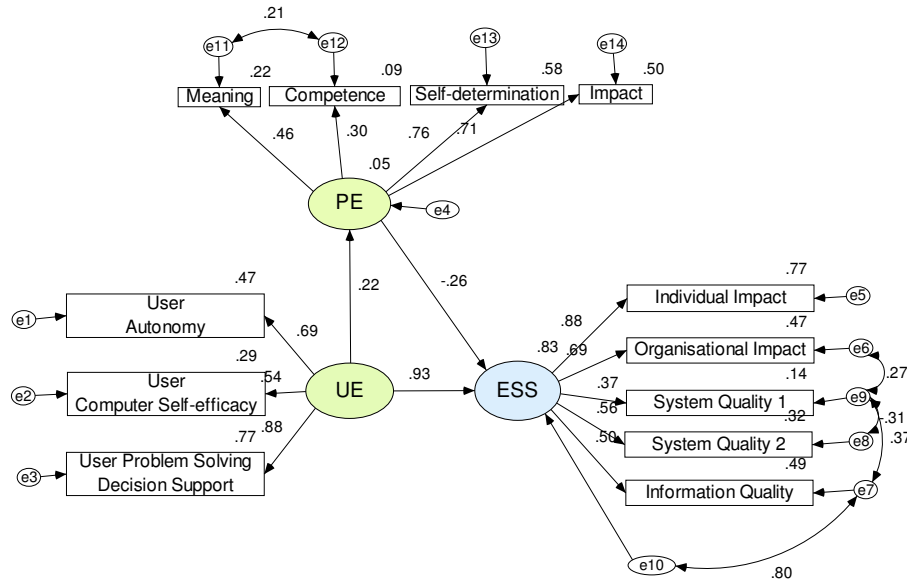 .21
e11
e12
e13
e14
.22
.09
.58
.50
Meaning
Competence
Self-determination
Impact
.46
.30
.76
.71
.05
PE
e4
.22
-.26
.47
.77
e1
User
Autonomy
.69
Individual Impact
e5
.88
.47
.29
.83
.69
Organisational Impact
e6
.27
.14
e2
User
Computer Self-efficacy
.54
UE
.93
ESS
.37
System Quality 1
e9
.56
.32
-.31
.37
.77
.88
.50
System Quality 2
e8
.49
e3
User Problem Solving
Decision Support
Information Quality
e7
e10
.80